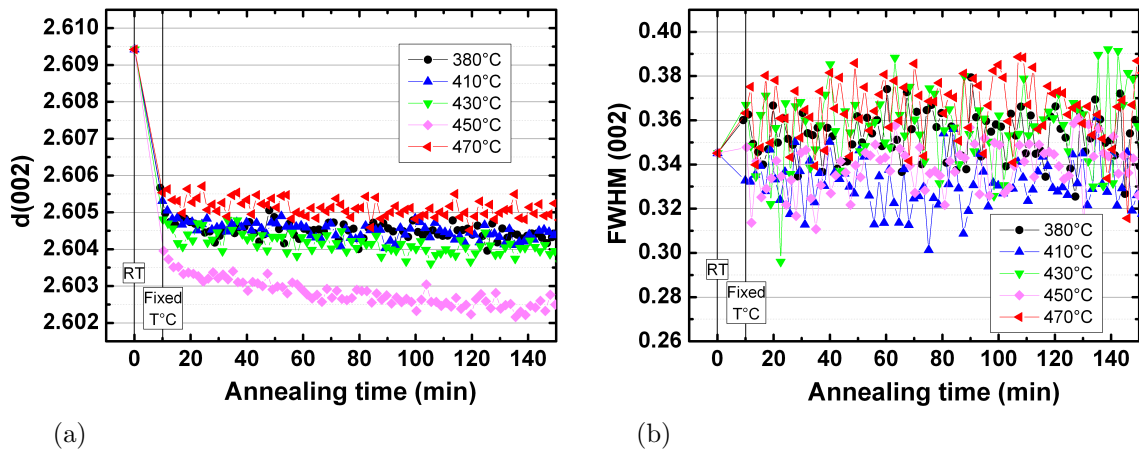 2.610
2.609
2.608
2.607
2.606
2.605
2.604
2.603
2.602
d(002)
380°C
410°C
430°C
450°C
470°C
RT
Fixed
T°C
0 20 40 60 80 100 120 140
Annealing time (min)
(a)
0.40
0.38
0.36
0.34
0.32
0.30
0.28
0.26
FWHM (002)
RT
Fixed
T°C
380°C
410°C
430°C
450°C
470°C
0 20 40 60 80 100 120 140
Annealing time (min)
(b)